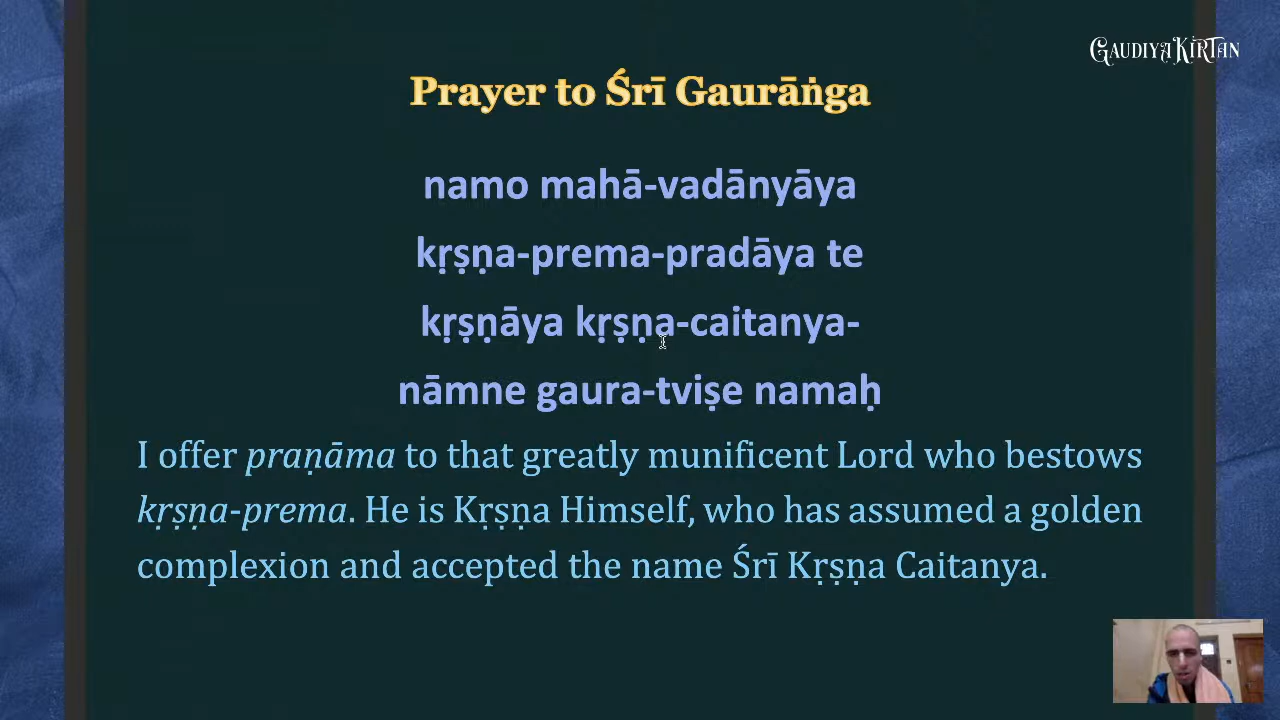 GAUDIYAKIRTAN
Prayer to Śrī Gaurāṅga
namo mahā-vadānyāya
kṛṣṇa-prema-pradāya te
kṛṣṇāya kṛṣṇa-caitanya-
nāmne gaura-tviṣe namaḥ
I offer praṇāma to that greatly munificent Lord who bestows
kṛṣṇa-prema. He is Kṛṣṇa Himself, who has assumed a golden
complexion and accepted the name Śrī Kṛṣṇa Caitanya.